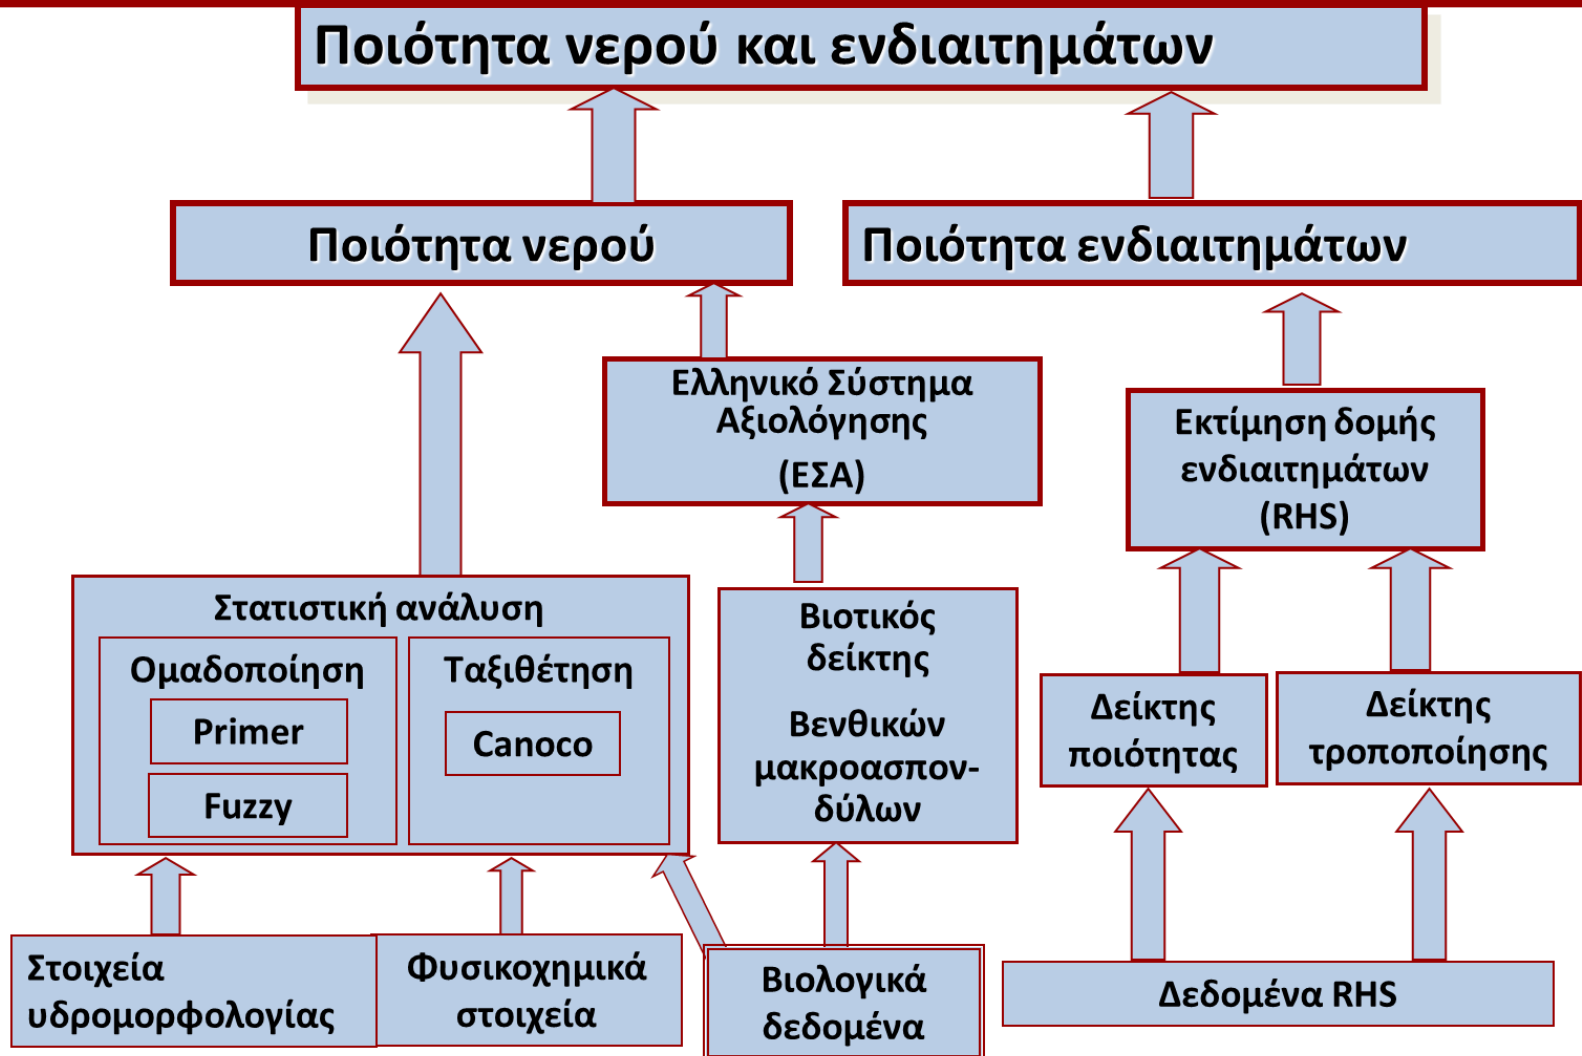 Ποιότητα νερού και ενδιαιτημάτων
Ποιότητα νερού
Ποιότητα ενδιαιτημάτων
Ελληνικό Σύστημα
Αξιολόγησης
(ΕΣΑ)
Εκτίμηση δομής
ενδιαιτημάτων
(RHS)
Στατιστική ανάλυση
Ομαδοποίηση
Primer
Fuzzy
Ταξιθέτηση
Canoco
Βιοτικός
δείκτης
Βενθικών
μακροασπον-
δύλων
Δείκτης
ποιότητας
Δείκτης
τροποποίησης
Στοιχεία
υδρομορφολογίας
Φυσικοχημικά
στοιχεία
Βιολογικά
δεδομένα
Δεδομένα RHS